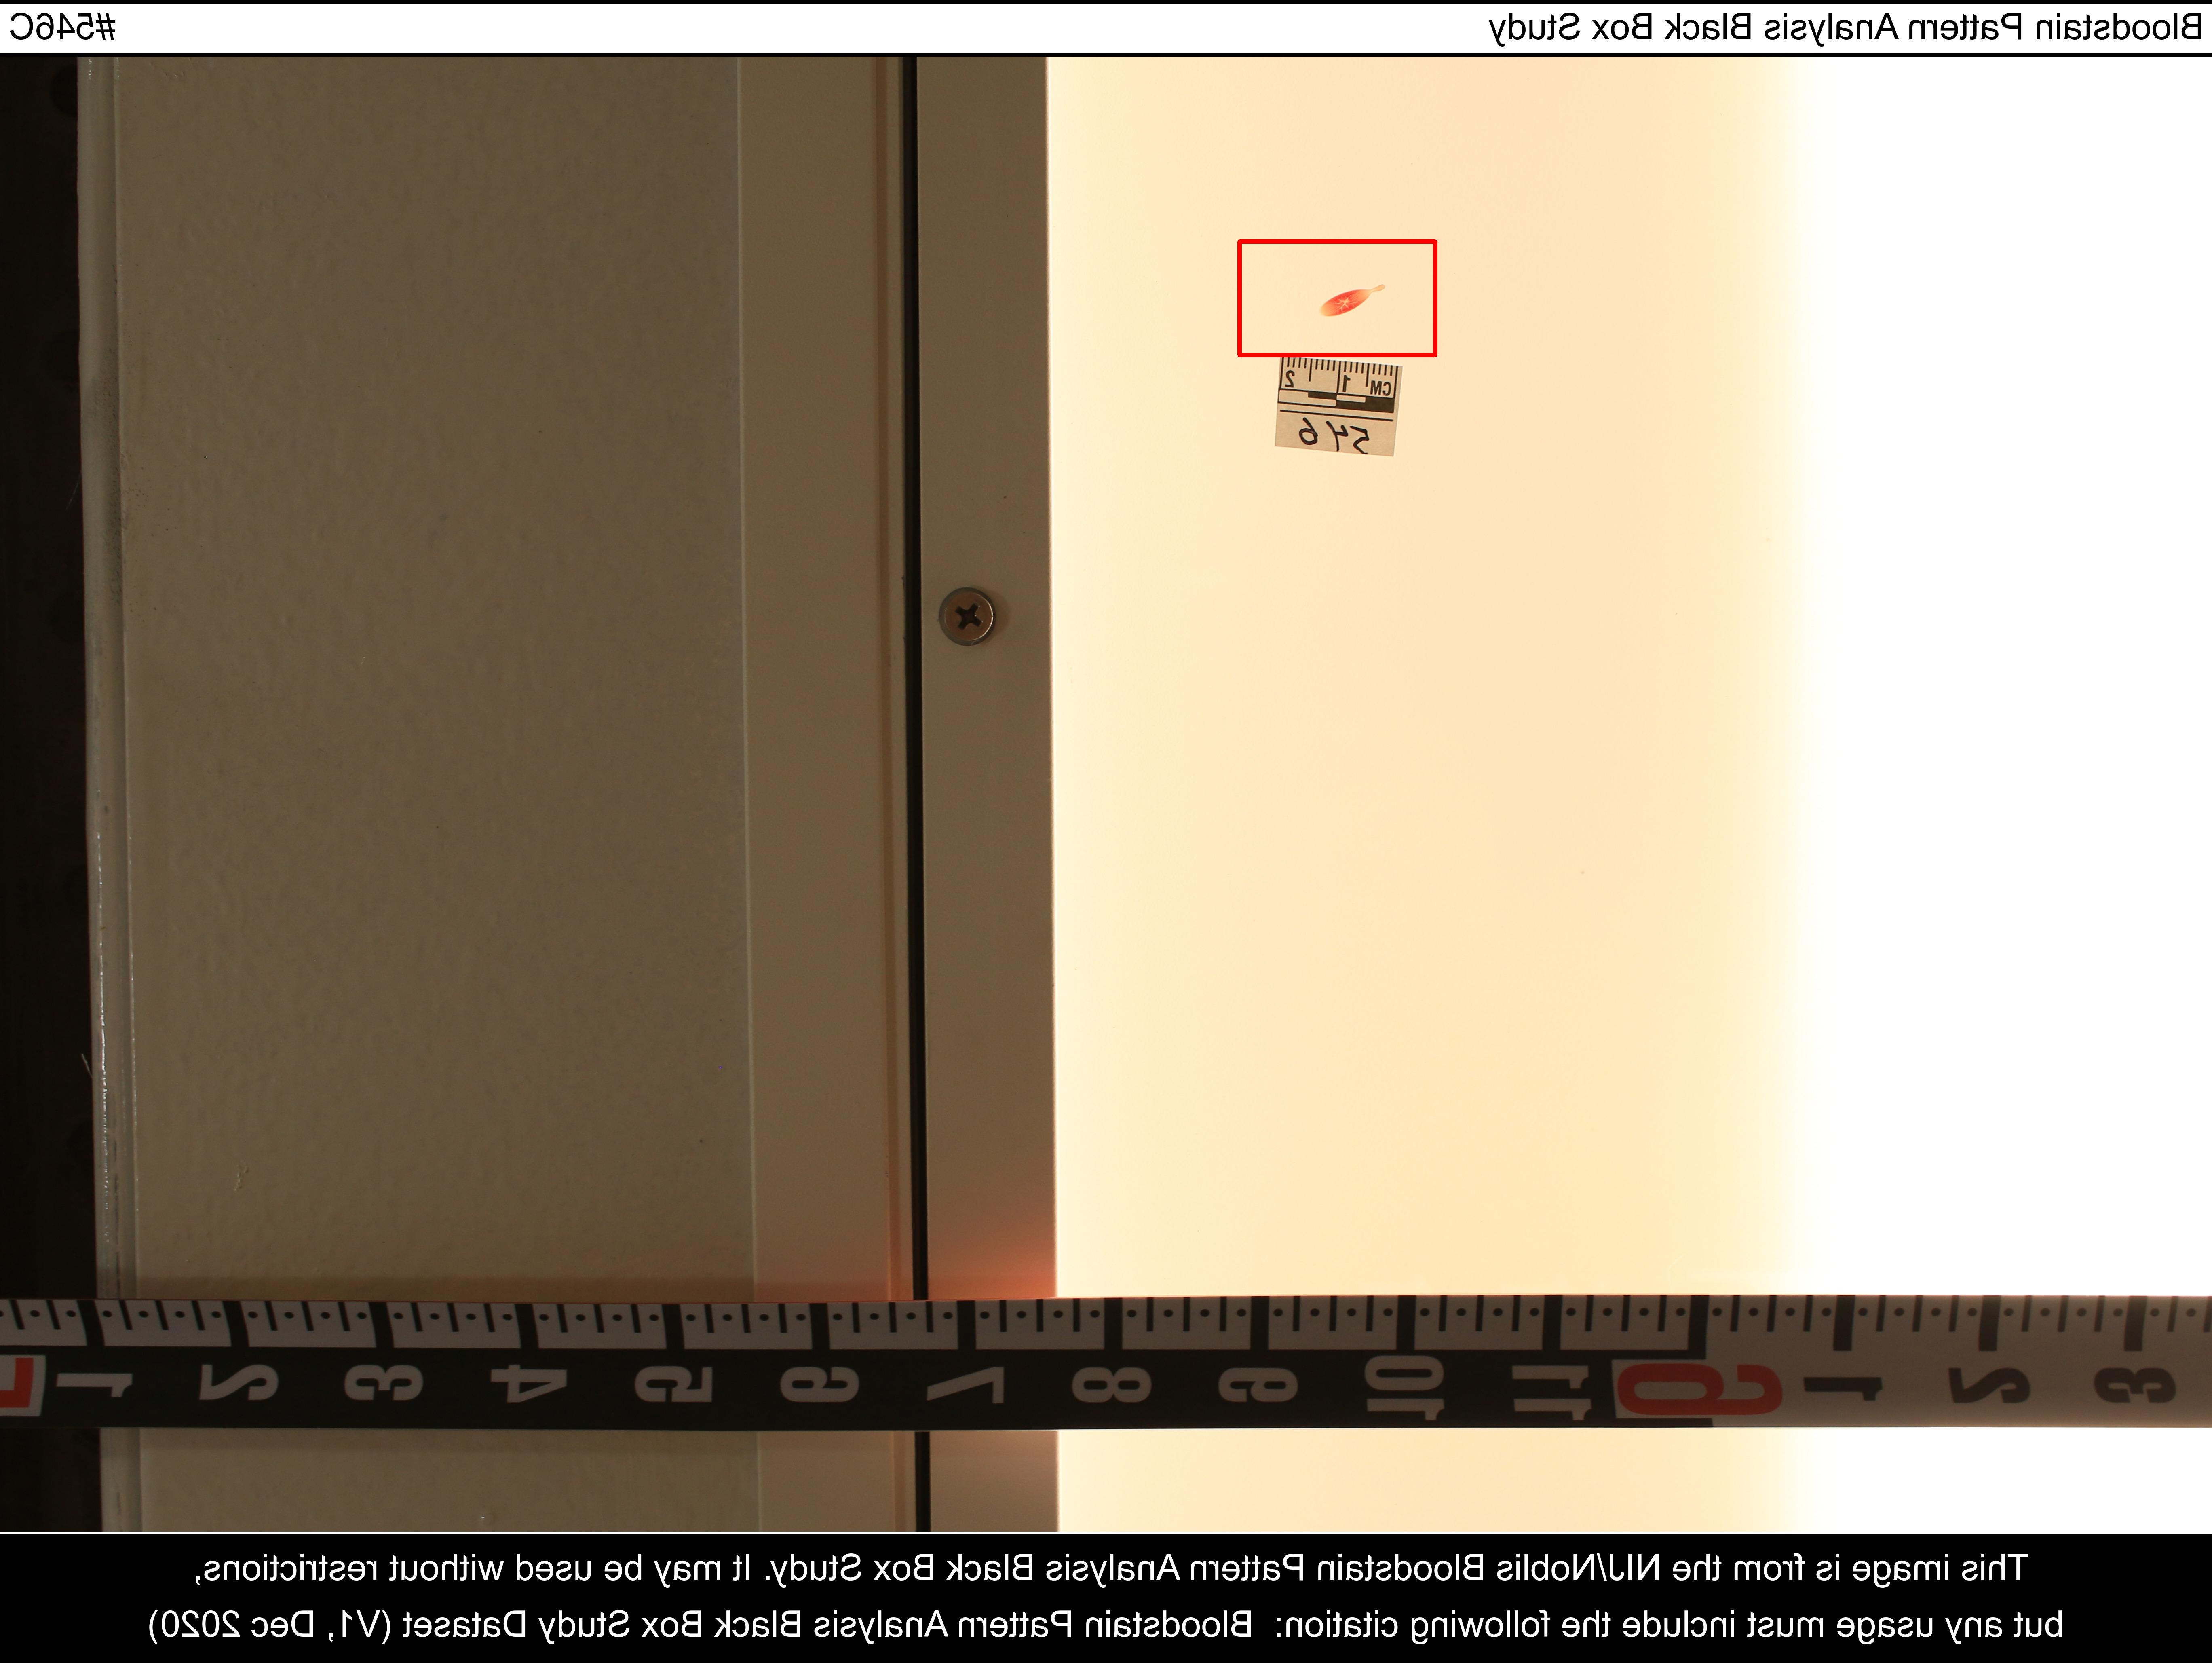 Bloodstain Pattern Analysis Black Box Study
#546C
CM 1 2
546
1 2 3 4 5 6 7 8 9 10 11 1 2 3
This image is from the NIJ/Noblis Bloodstain Pattern Analysis Black Box Study. It may be used without restrictions,
but any usage must include the following citation: Bloodstain Pattern Analysis Black Box Study Dataset (V1, Dec 2020)